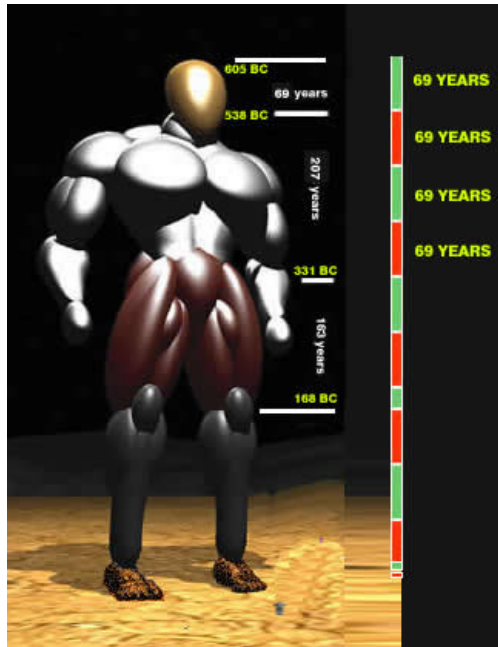 605 BC
69 years
538 BC
207 years
331 BC
163 years
168 BC
69 YEARS
69 YEARS
69 YEARS
69 YEARS